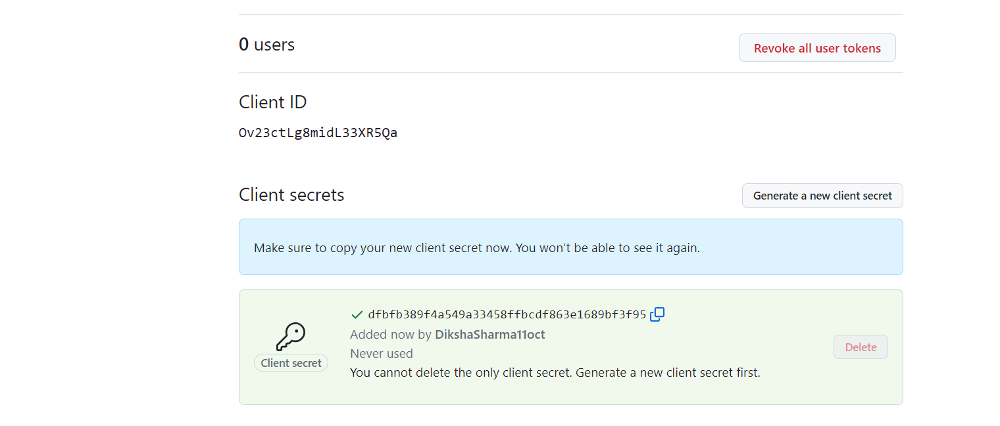 0 users
Revoke all user tokens
Client ID
Ov23ctLg8midL33XR5Qa
Client secrets
Generate a new client secret
Make sure to copy your new client secret now. You won’t be able to see it again.
dfbfb389f4a549a33458ffbcdf863e1689bf3f95
Added now by DikshaSharma11oct
Never used
You cannot delete the only client secret. Generate a new client secret first.
Client secret
Delete